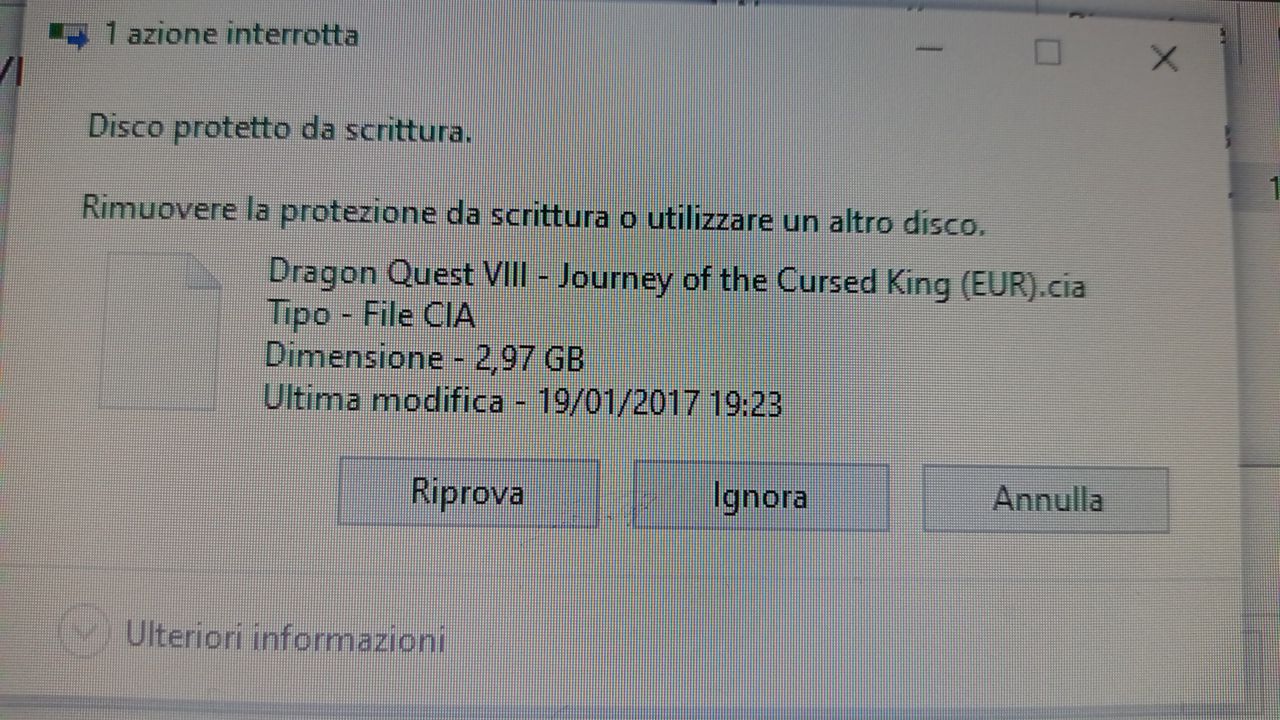 1 azione interrotta
Disco protetto da scrittura.
Rimuovere la protezione da scrittura o utilizzare un altro disco.
Dragon Quest VIII - Journey of the Cursed King (EUR).cia
Tipo - File CIA
Dimensione - 2,97 GB
Ultima modifica - 19/01/2017 19:23
Riprova
Ignora
Annulla
Ulteriori informazioni